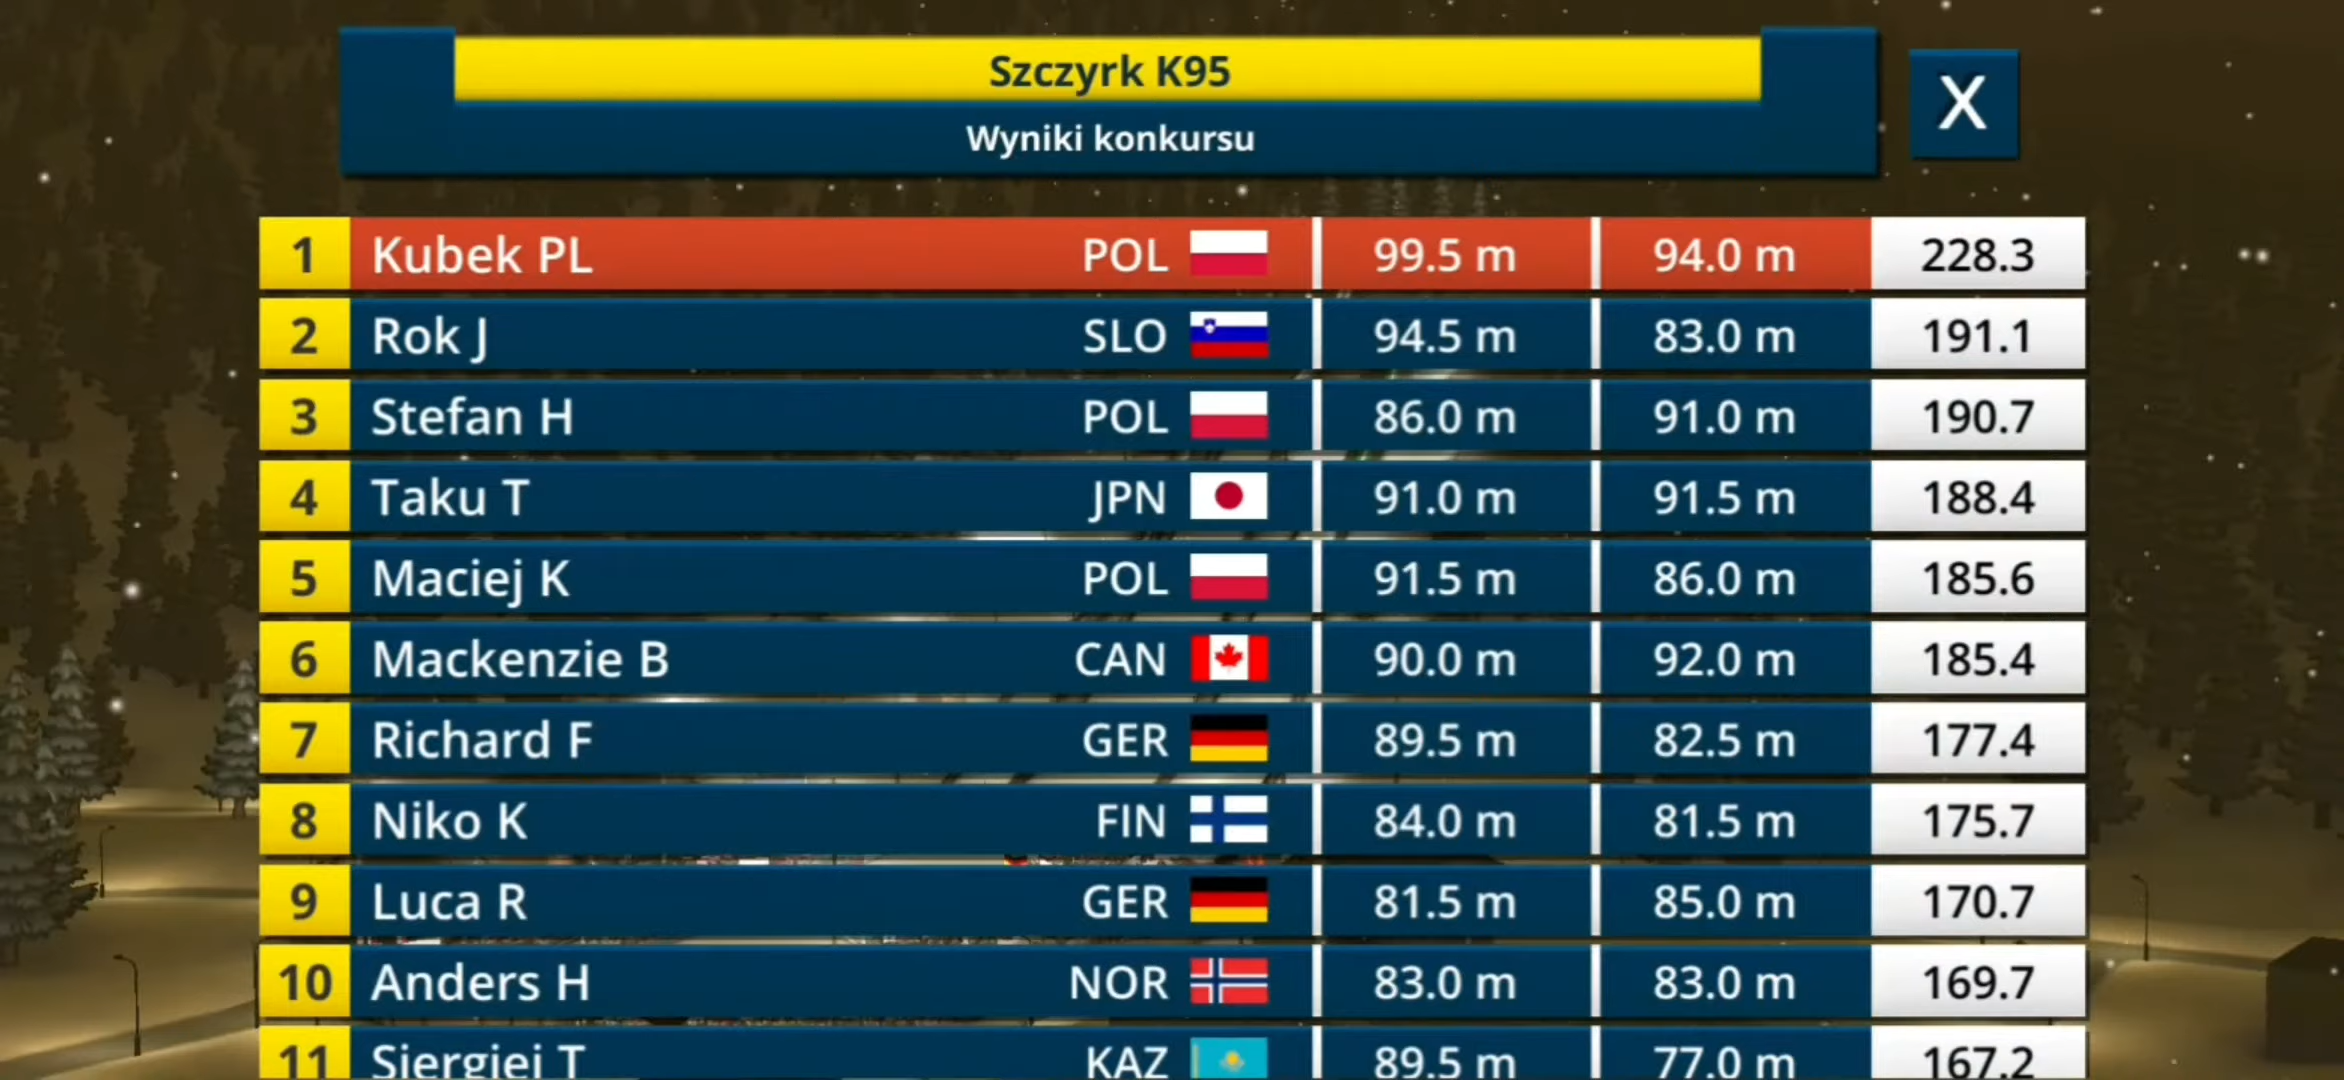 Szczyrk K95
X
Wyniki konkursu
1 Kubek PL POL 99.5 m 94.0 m 228.3
2 Rok J SLO 94.5 m 83.0 m 191.1
3 Stefan H POL 86.0 m 91.0 m 190.7
4 Taku T JPN 91.0 m 91.5 m 188.4
5 Maciej K POL 91.5 m 86.0 m 185.6
6 Mackenzie B CAN 90.0 m 92.0 m 185.4
7 Richard F GER 89.5 m 82.5 m 177.4
8 Niko K FIN 84.0 m 81.5 m 175.7
9 Luca R GER 81.5 m 85.0 m 170.7
10 Anders H NOR 83.0 m 83.0 m 169.7
11 Siergiej T KAZ 89.5 m 77.0 m 167.2